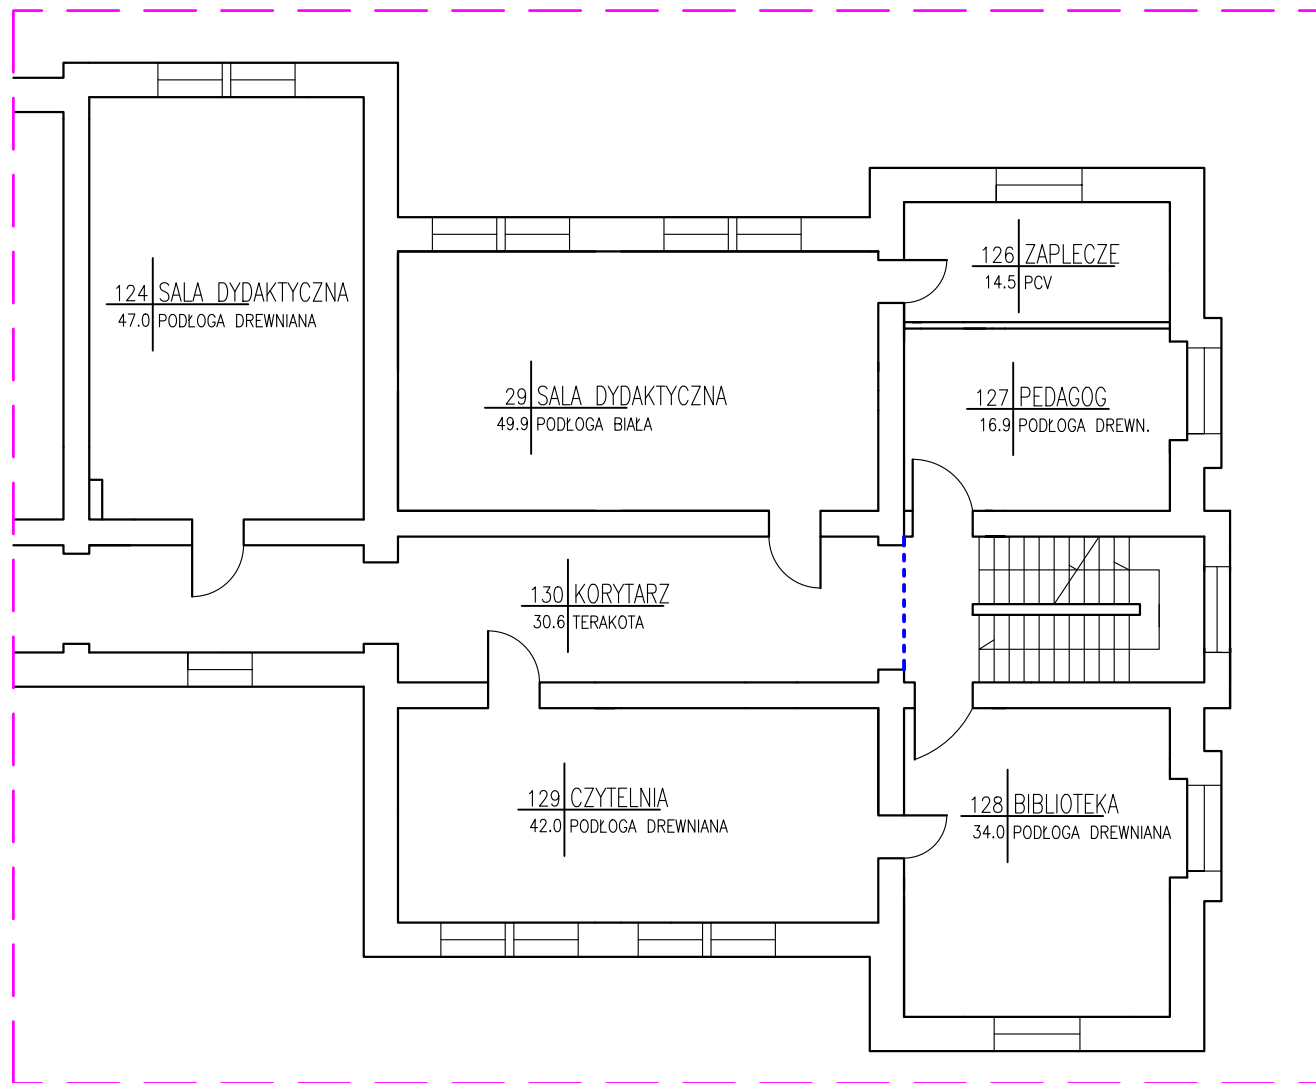 124 SALA DYDAKTYCZNA
47.0 PODŁOGA DREWNIANA
126 ZAPLECZE
14.5 PCV
29 SALA DYDAKTYCZNA
49.9 PODŁOGA BIAŁA
127 PEDAGOG
16.9 PODŁOGA DREWN.
130 KORYTARZ
30.6 TERAKOTA
129 CZYTELNIA
42.0 PODŁOGA DREWNIANA
128 BIBLIOTEKA
34.0 PODŁOGA DREWNIANA